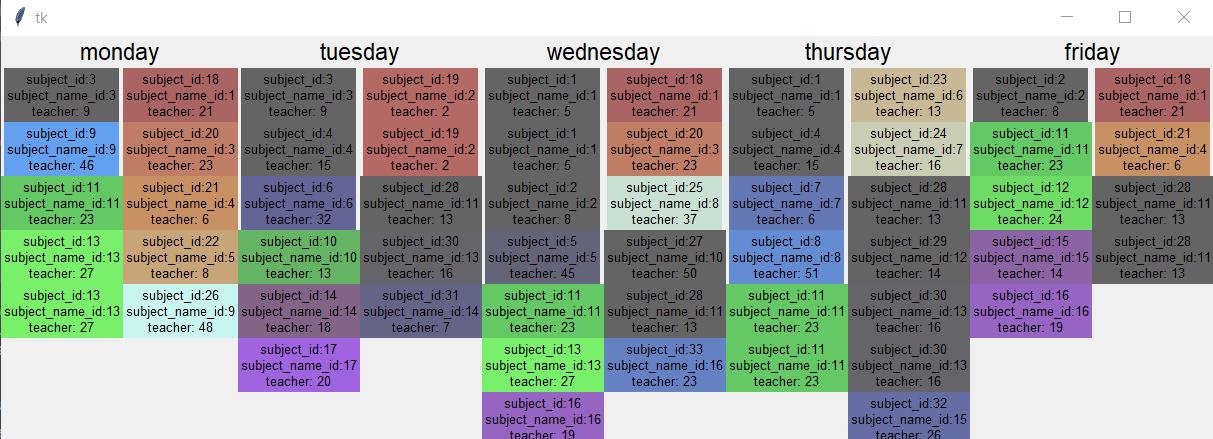 tk
monday
subject_id:3
subject_name_id:3
teacher: 9
subject_id:9
subject_name_id:9
teacher: 46
subject_id:11
subject_name_id:11
teacher: 23
subject_id:13
subject_name_id:13
teacher: 27
subject_id:13
subject_name_id:13
teacher: 27
subject_id:18
subject_name_id:1
teacher: 21
subject_id:20
subject_name_id:3
teacher: 23
subject_id:21
subject_name_id:4
teacher: 6
subject_id:22
subject_name_id:5
teacher: 8
subject_id:26
subject_name_id:9
teacher: 48
tuesday
subject_id:3
subject_name_id:3
teacher: 9
subject_id:4
subject_name_id:4
teacher: 15
subject_id:6
subject_name_id:6
teacher: 32
subject_id:10
subject_name_id:10
teacher: 13
subject_id:14
subject_name_id:14
teacher: 18
subject_id:17
subject_name_id:17
teacher: 20
subject_id:19
subject_name_id:2
teacher: 2
subject_id:19
subject_name_id:2
teacher: 2
subject_id:28
subject_name_id:11
teacher: 13
subject_id:30
subject_name_id:13
teacher: 16
subject_id:31
subject_name_id:14
teacher: 7
wednesday
subject_id:1
subject_name_id:1
teacher: 5
subject_id:1
subject_name_id:1
teacher: 5
subject_id:2
subject_name_id:2
teacher: 8
subject_id:5
subject_name_id:5
teacher: 45
subject_id:11
subject_name_id:11
teacher: 23
subject_id:13
subject_name_id:13
teacher: 27
subject_id:16
subject_name_id:16
teacher: 19
subject_id:18
subject_name_id:1
teacher: 21
subject_id:20
subject_name_id:3
teacher: 23
subject_id:25
subject_name_id:8
teacher: 37
subject_id:27
subject_name_id:10
teacher: 50
subject_id:28
subject_name_id:11
teacher: 13
subject_id:33
subject_name_id:16
teacher: 23
thursday
subject_id:1
subject_name_id:1
teacher: 5
subject_id:4
subject_name_id:4
teacher: 15
subject_id:7
subject_name_id:7
teacher: 6
subject_id:8
subject_name_id:8
teacher: 51
subject_id:11
subject_name_id:11
teacher: 23
subject_id:11
subject_name_id:11
teacher: 23
subject_id:23
subject_name_id:6
teacher: 13
subject_id:24
subject_name_id:7
teacher: 16
subject_id:28
subject_name_id:11
teacher: 13
subject_id:29
subject_name_id:12
teacher: 14
subject_id:30
subject_name_id:13
teacher: 16
subject_id:30
subject_name_id:13
teacher: 16
subject_id:32
subject_name_id:15
teacher: 26
friday
subject_id:2
subject_name_id:2
teacher: 8
subject_id:11
subject_name_id:11
teacher: 23
subject_id:12
subject_name_id:12
teacher: 24
subject_id:15
subject_name_id:15
teacher: 14
subject_id:16
subject_name_id:16
teacher: 19
subject_id:18
subject_name_id:1
teacher: 21
subject_id:21
subject_name_id:4
teacher: 6
subject_id:28
subject_name_id:11
teacher: 13
subject_id:28
subject_name_id:11
teacher: 13